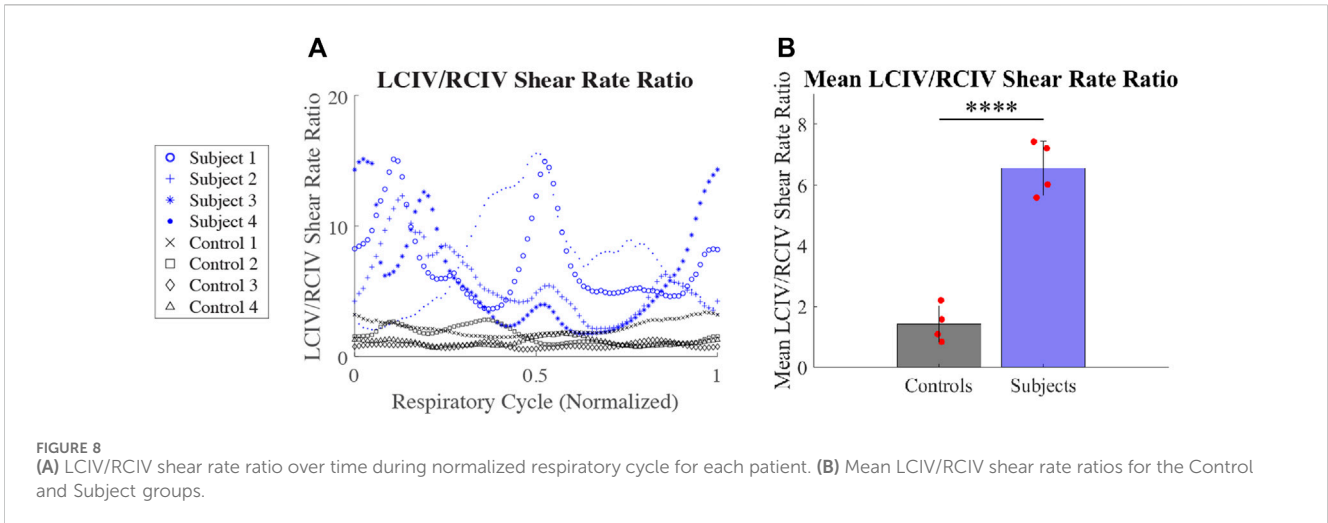 A
LCIV/RCIV Shear Rate Ratio
LCIV/RCIV Shear Rate Ratio
20
10
0
0
0.5
1
Respiratory Cycle (Normalized)
Subject 1
Subject 2
Subject 3
Subject 4
Control 1
Control 2
Control 3
Control 4
B
Mean LCIV/RCIV Shear Rate Ratio
Mean LCIV/RCIV Shear Rate Ratio
****
8
6
4
2
0
Controls
Subjects
FIGURE 8
(A) LCIV/RCIV shear rate ratio over time during normalized respiratory cycle for each patient. (B) Mean LCIV/RCIV shear rate ratios for the Control
and Subject groups.